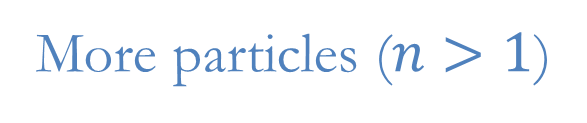 More particles (n > 1)